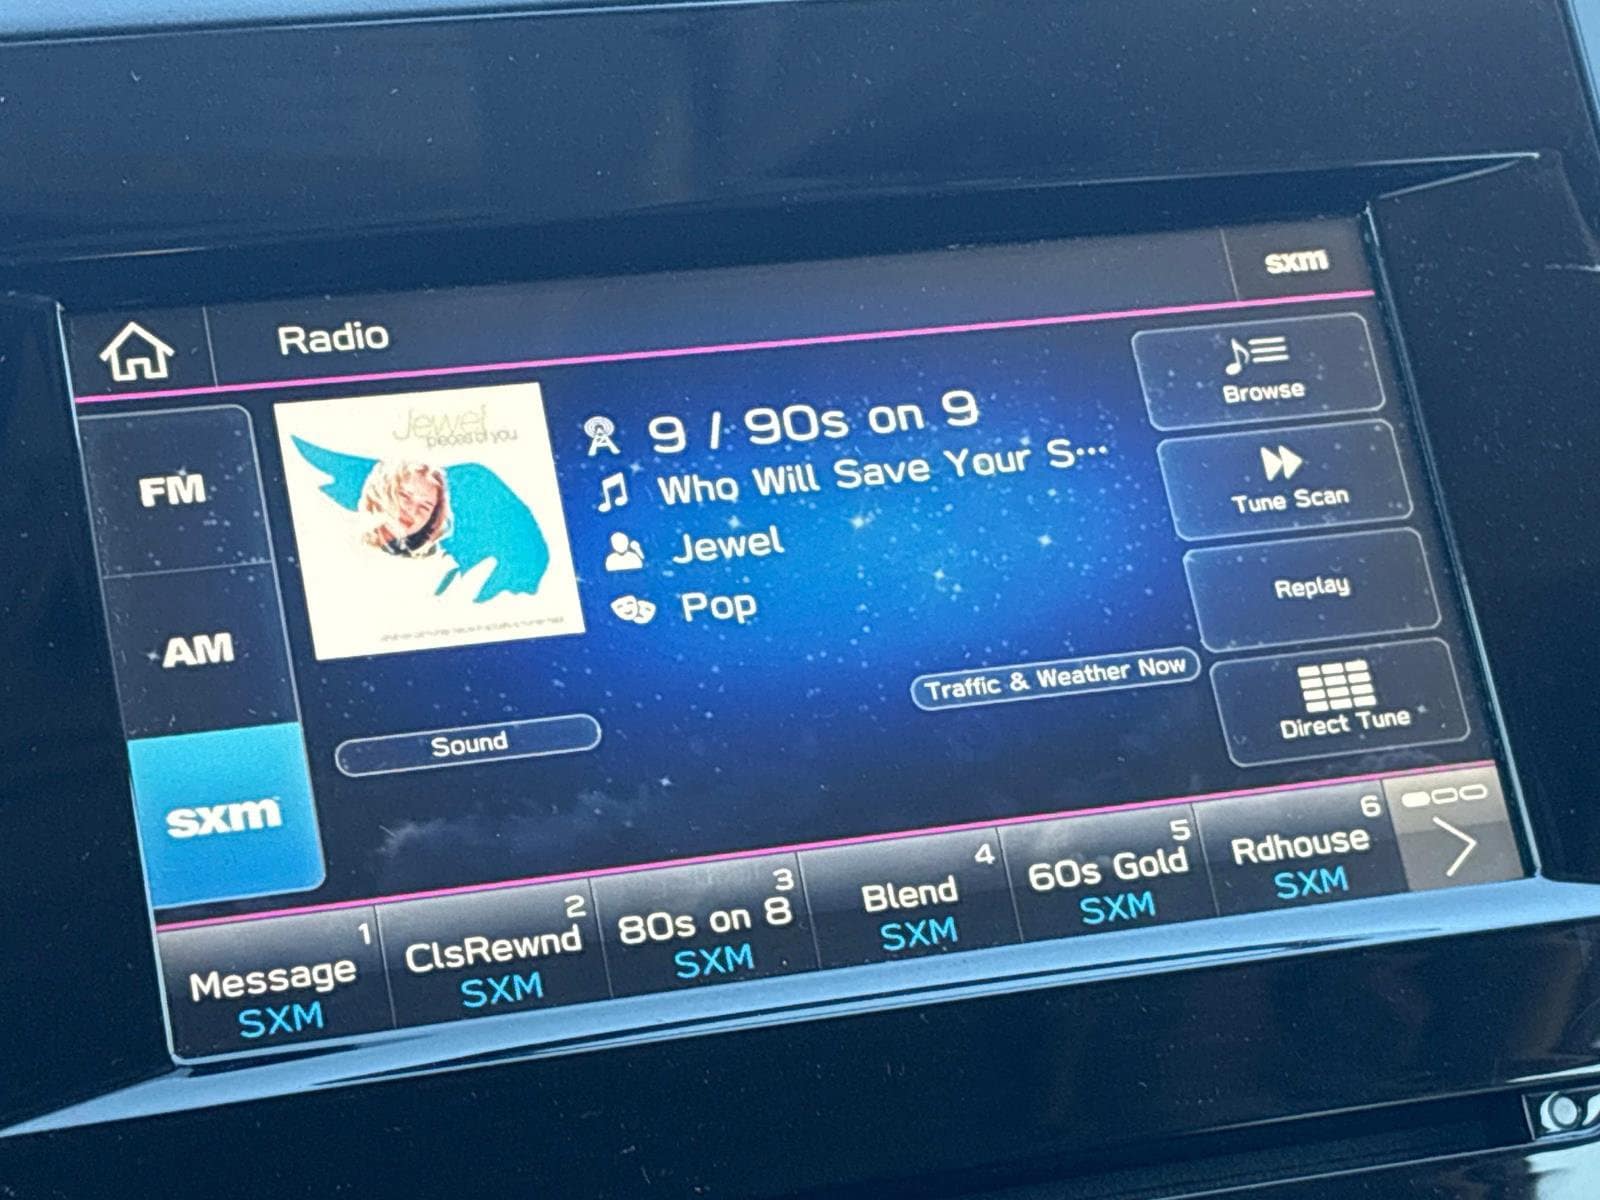 Radio
sxm
FM
AM
sxm
Jewel
pieces of you
9 / 90s on 9
Who Will Save Your S...
Jewel
Pop
Browse
Tune Scan
Replay
Direct Tune
Traffic & Weather Now
Sound
1
Message
SXM
2
ClsRewnd
SXM
3
80s on 8
SXM
4
Blend
SXM
5
60s Gold
SXM
6
Rdhouse
SXM